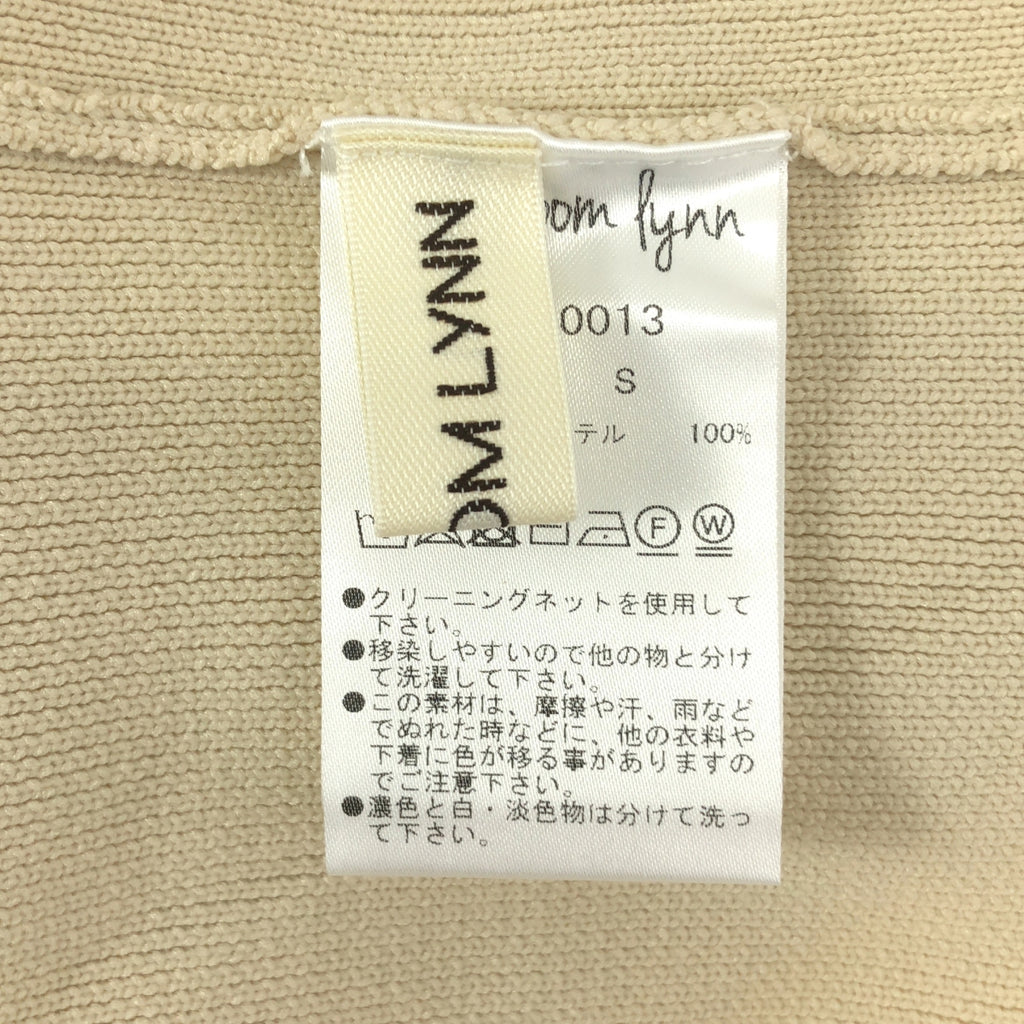 OM LYNN
oom lynn
0013
S
テル 100%
F W
●クリーニングネットを使用して
下さい。
●移染しやすいので他の物と分け
て洗濯して下さい。
●この素材は、摩擦や汗、雨など
でぬれた時などに、他の衣料や
下着に色が移る事がありますの
でご注意下さい。
●濃色と白・淡色物は分けて洗っ
て下さい。